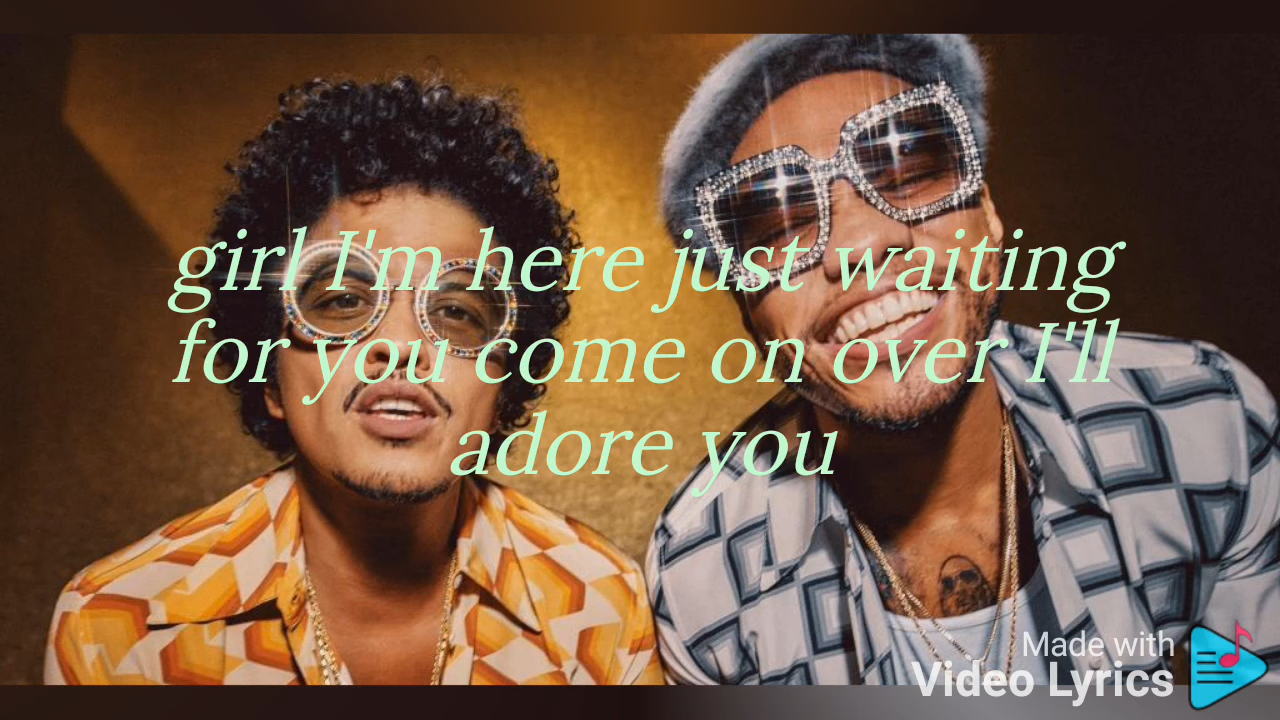 girl I'm here just waiting
for you come on over I'll
adore you
Made with
Video Lyrics